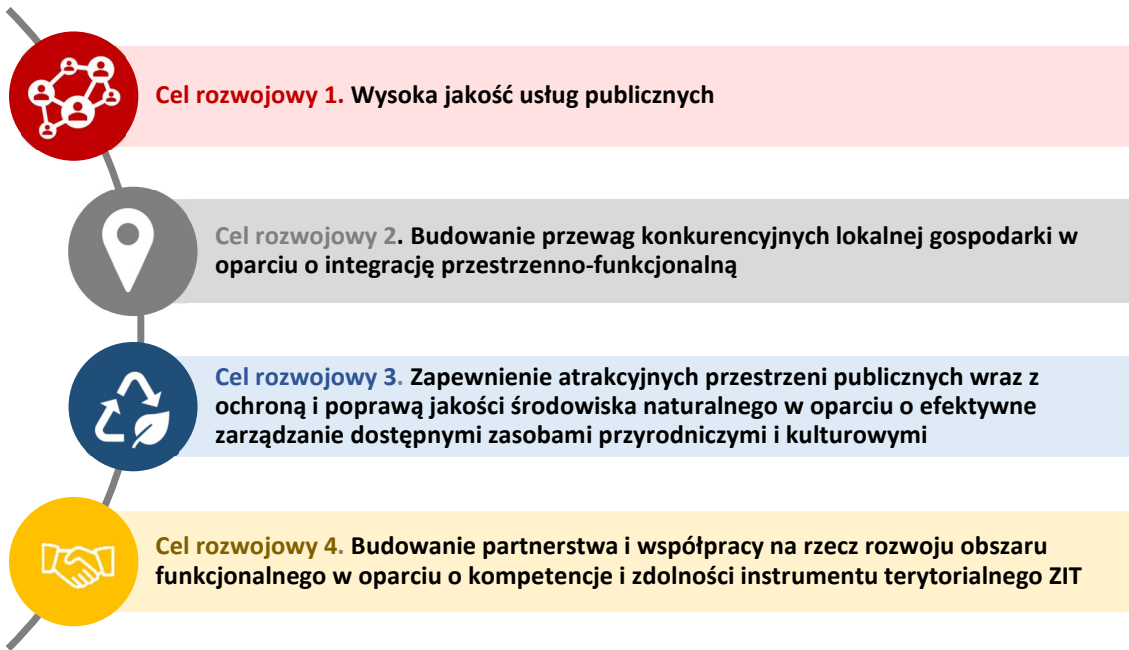 Cel rozwojowy 1. Wysoka jakość usług publicznych
Cel rozwojowy 2. Budowanie przewag konkurencyjnych lokalnej gospodarki w
oparciu o integrację przestrzenno-funkcjonalną
Cel rozwojowy 3. Zapewnienie atrakcyjnych przestrzeni publicznych wraz z
ochroną i poprawą jakości środowiska naturalnego w oparciu o efektywne
zarządzanie dostępnymi zasobami przyrodniczymi i kulturowymi
Cel rozwojowy 4. Budowanie partnerstwa i współpracy na rzecz rozwoju obszaru
funkcjonalnego w oparciu o kompetencje i zdolności instrumentu terytorialnego ZIT